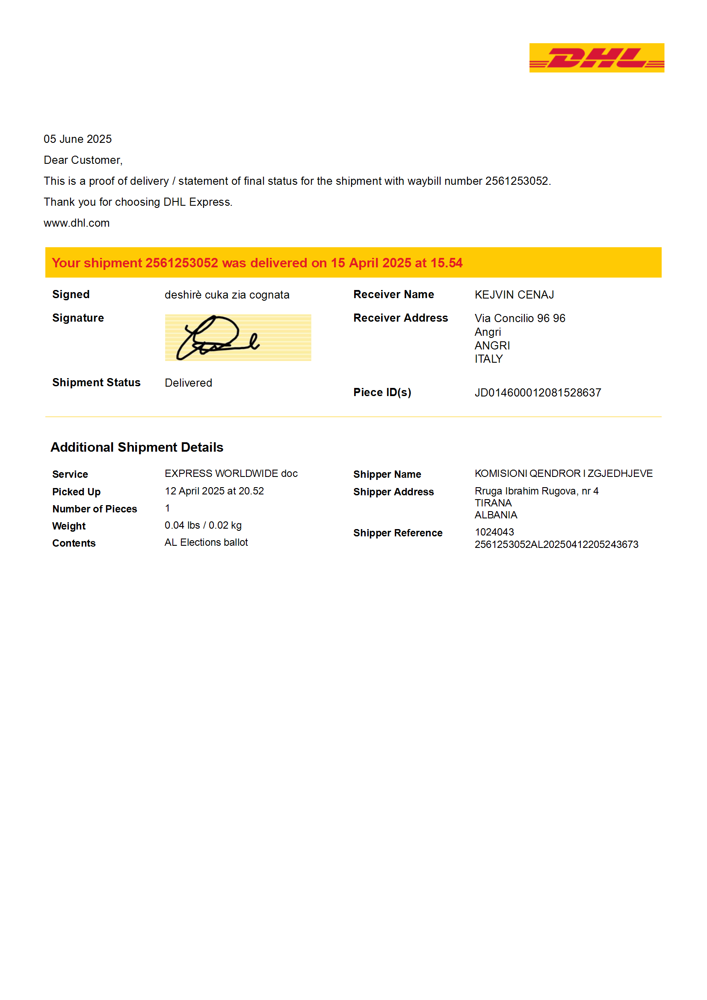 DHL
05 June 2025
Dear Customer,
This is a proof of delivery / statement of final status for the shipment with waybill number 2561253052.
Thank you for choosing DHL Express.
www.dhl.com
Your shipment 2561253052 was delivered on 15 April 2025 at 15.54
Signed deshirè cuka zia cognata
Signature
Shipment Status Delivered
Receiver Name KEJVIN CENAJ
Receiver Address Via Concilio 96 96
Angri
ANGRI
ITALY
Piece ID(s) JD014600012081528637
Additional Shipment Details
Service EXPRESS WORLDWIDE doc
Picked Up 12 April 2025 at 20.52
Number of Pieces 1
Weight 0.04 lbs / 0.02 kg
Contents AL Elections ballot
Shipper Name KOMISIONI QENDROR I ZGJEDHJEVE
Shipper Address Rruga Ibrahim Rugova, nr 4
TIRANA
ALBANIA
Shipper Reference 1024043
2561253052AL20250412205243673